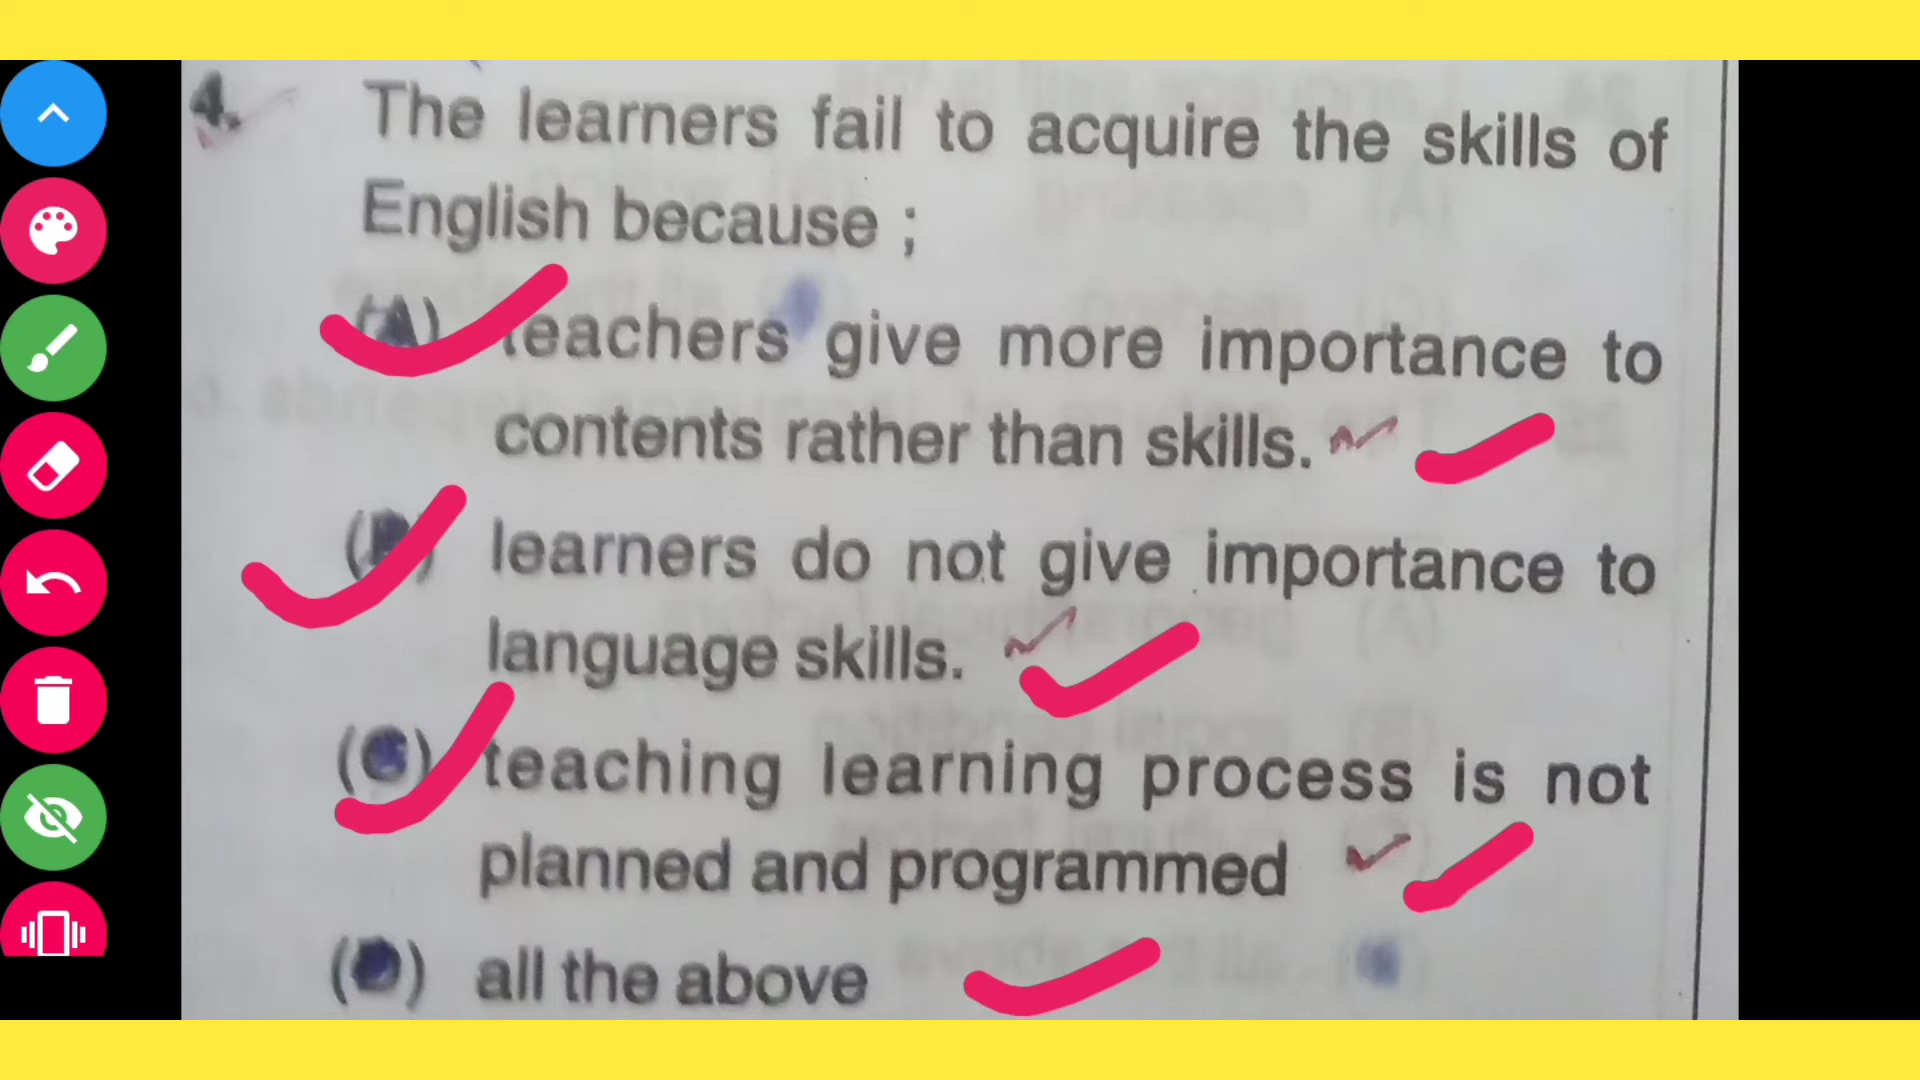 4. The learners fail to acquire the skills of
English because ;
(A) teachers give more importance to
contents rather than skills.
(B) learners do not give importance to
language skills.
(C) teaching learning process is not
planned and programmed
(D) all the above